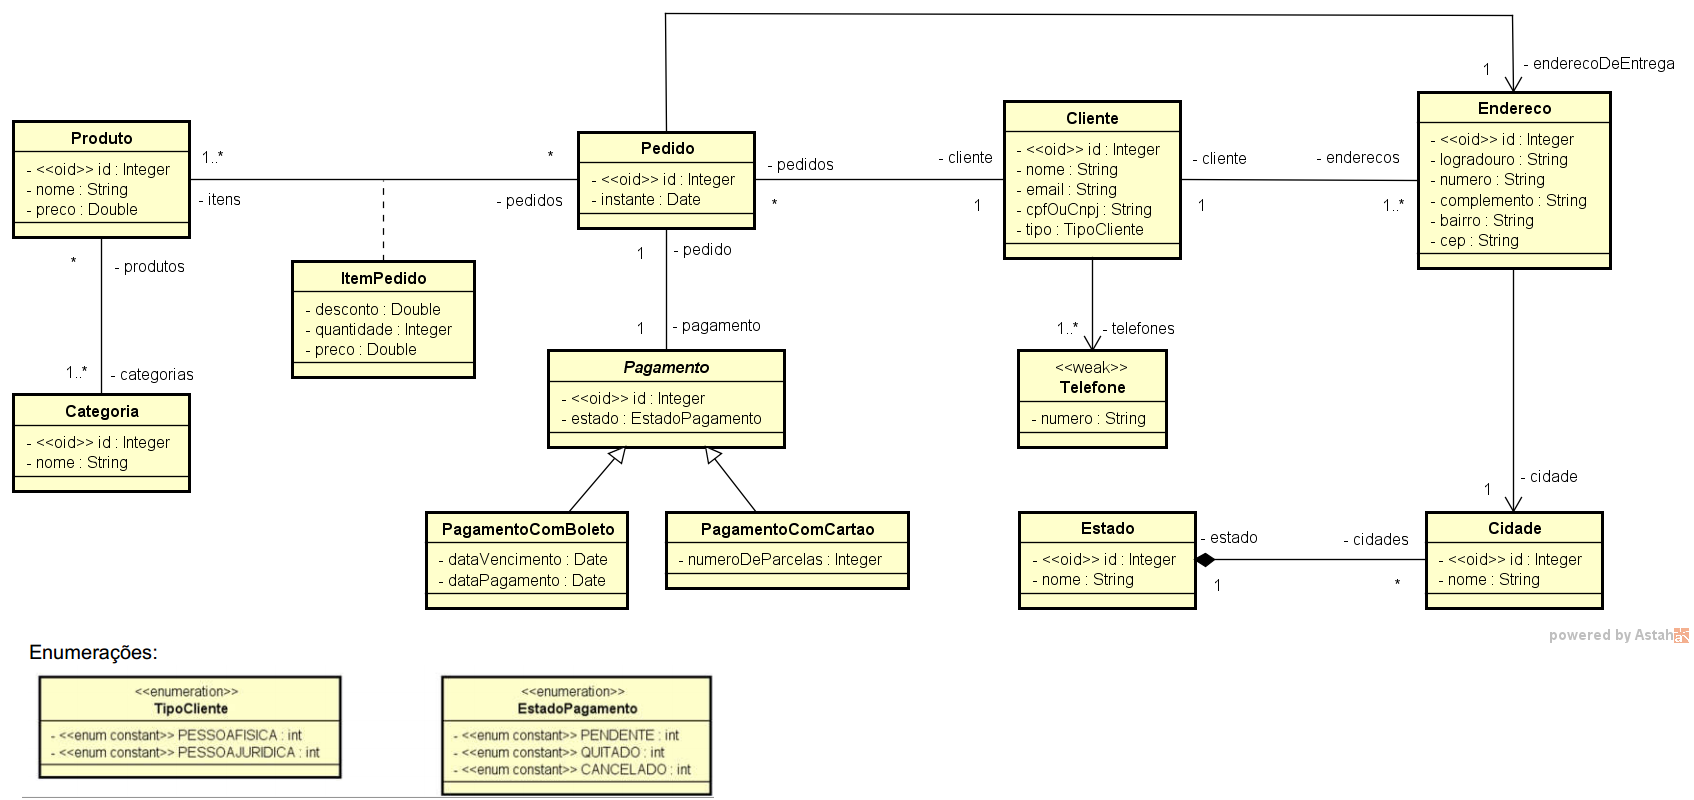 1
- enderecoDeEntrega
Produto
- <<oid>> id : Integer
- nome : String
- preco : Double
1..*
*
- itens
- pedidos
Pedido
- <<oid>> id : Integer
- instante : Date
- pedidos
*
- cliente
1
Cliente
- <<oid>> id : Integer
- nome : String
- email : String
- cpfOuCnpj : String
- tipo : TipoCliente
- cliente
1
- enderecos
1..*
Endereco
- <<oid>> id : Integer
- logradouro : String
- numero : String
- complemento : String
- bairro : String
- cep : String
*
- produtos
1..*
- categorias
ItemPedido
- desconto : Double
- quantidade : Integer
- preco : Double
1
- pedido
1
- pagamento
1..*
- telefones
Categoria
- <<oid>> id : Integer
- nome : String
Pagamento
- <<oid>> id : Integer
- estado : EstadoPagamento
<<weak>>
Telefone
- numero : String
1
- cidade
PagamentoComBoleto
- dataVencimento : Date
- dataPagamento : Date
PagamentoComCartao
- numeroDeParcelas : Integer
Estado
- <<oid>> id : Integer
- nome : String
- estado
1
- cidades
*
Cidade
- <<oid>> id : Integer
- nome : String
powered by Astah
Enumerações:
<<enumeration>>
TipoCliente
- <<enum constant>> PESSOAFISICA : int
- <<enum constant>> PESSOAJURIDICA : int
<<enumeration>>
EstadoPagamento
- <<enum constant>> PENDENTE : int
- <<enum constant>> QUITADO : int
- <<enum constant>> CANCELADO : int